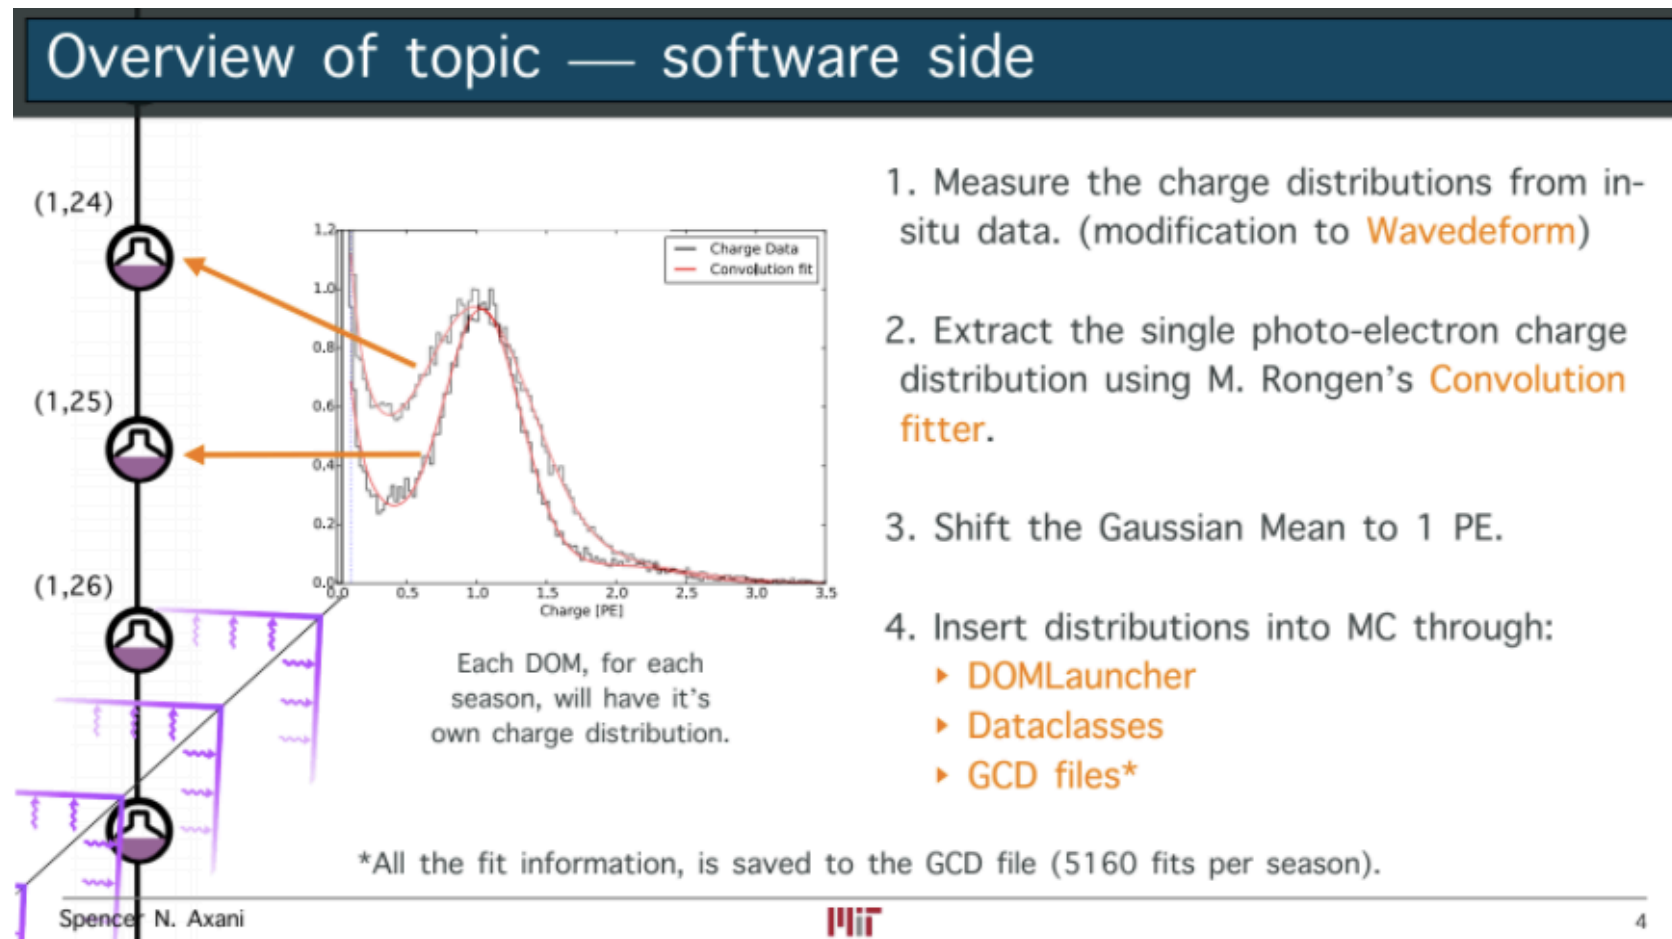 Overview of topic — software side
(1,24)
(1,25)
(1,26)
1.2
1.0
0.8
0.6
0.4
0.2
0.0
0.0
0.5
1.0
1.5
2.0
2.5
3.0
3.5
Charge [PE]
Charge Data
Convolution fit
Each DOM, for each
season, will have it's
own charge distribution.
1. Measure the charge distributions from in-
situ data. (modification to Wavedeform)
2. Extract the single photo-electron charge
distribution using M. Rongen's Convolution
fitter.
3. Shift the Gaussian Mean to 1 PE.
4. Insert distributions into MC through:
‣ DOMLauncher
‣ Dataclasses
‣ GCD files*
*All the fit information, is saved to the GCD file (5160 fits per season).
Spencer N. Axani
MiT
4